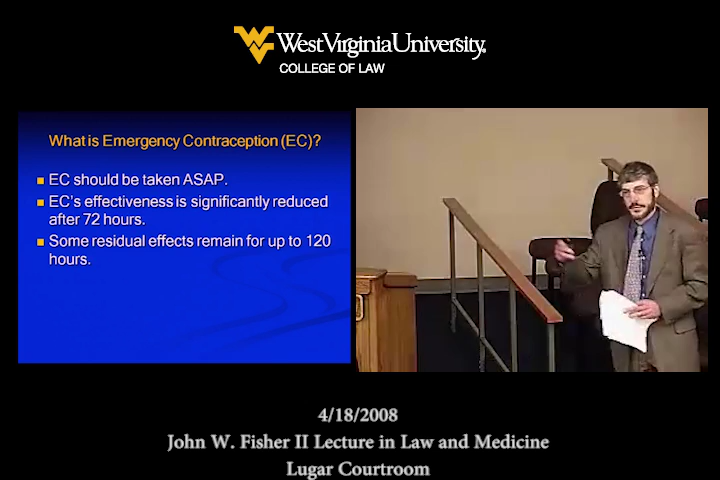 WestVirginiaUniversity.
COLLEGE OF LAW
What is Emergency Contraception (EC)?
EC should be taken ASAP.
EC's effectiveness is significantly reduced
after 72 hours.
Some residual effects remain for up to 120
hours.
4/18/2008
John W. Fisher II Lecture in Law and Medicine
Lugar Courtroom